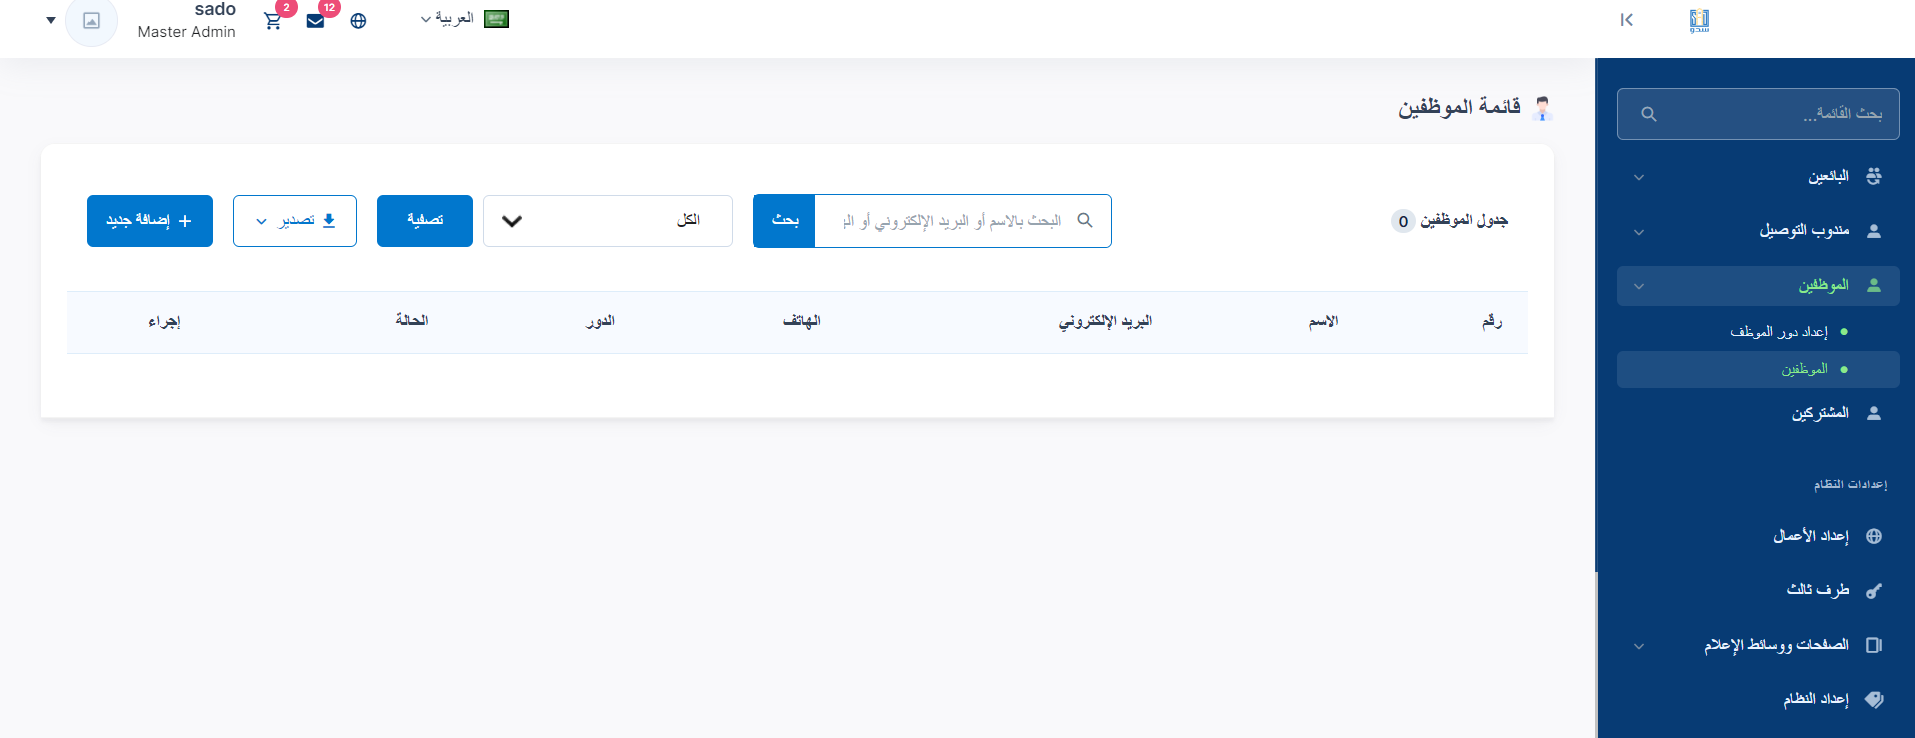 sado
Master Admin
2
12
العربية
سدو
بحث القائمة...
البائعين
مندوب التوصيل
الموظفين
إعداد دور الموظف
الموظفين
المشتركين
إعدادات النظام
إعداد الأعمال
طرف ثالث
الصفحات ووسائط الإعلام
إعداد النظام
قائمة الموظفين
جدول الموظفين 0
البحث بالاسم أو البريد الإلكتروني أو
بحث
الكل
تصفية
تصدير
إضافة جديد +
رقم الاسم البريد الإلكتروني الهاتف الدور الحالة إجراء